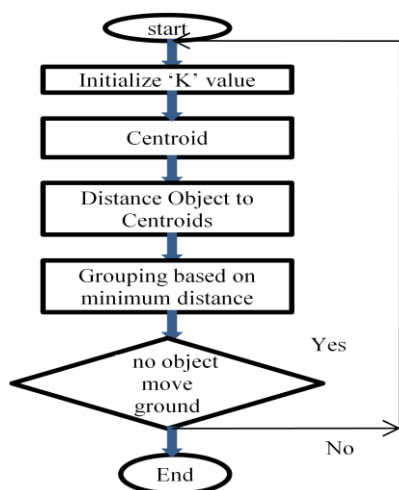 start
Initialize ‘K’ value
Centroid
Distance Object to
Centroids
Grouping based on
minimum distance
no object
move
ground
Yes
No
End